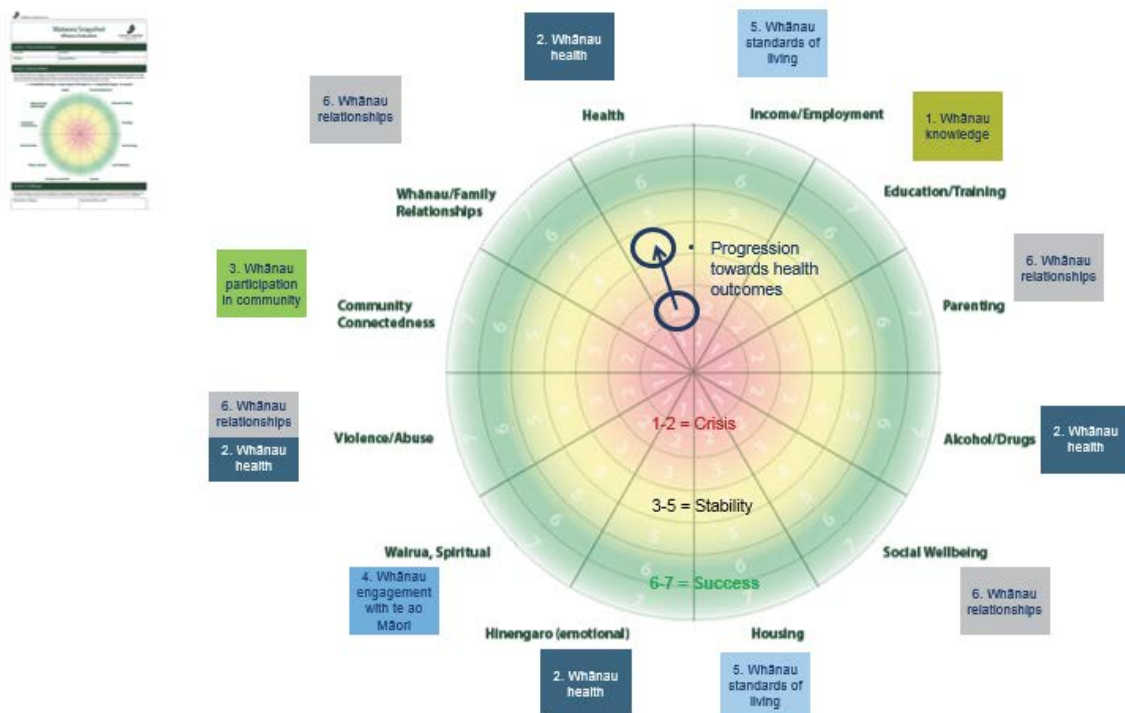 Matawai Snapshot
2. Whānau
health
5. Whānau
standards of
living
6. Whānau
relationships
Health
Income/Employment
1. Whānau
knowledge
Whānau/Family
Relationships
Education/Training
3. Whānau
participation
in community
• Progression
towards health
outcomes
6. Whānau
relationships
Community
Connectedness
Parenting
6. Whānau
relationships
2. Whānau
health
Violence/Abuse
1-2 = Crisis
Alcohol/Drugs
2. Whānau
health
3-5 = Stability
Wairua, Spiritual
Social Wellbeing
4. Whānau
engagement
with te ao
Māori
6-7 = Success
6. Whānau
relationships
Hinengaro (emotional)
Housing
2. Whānau
health
5. Whānau
standards of
living